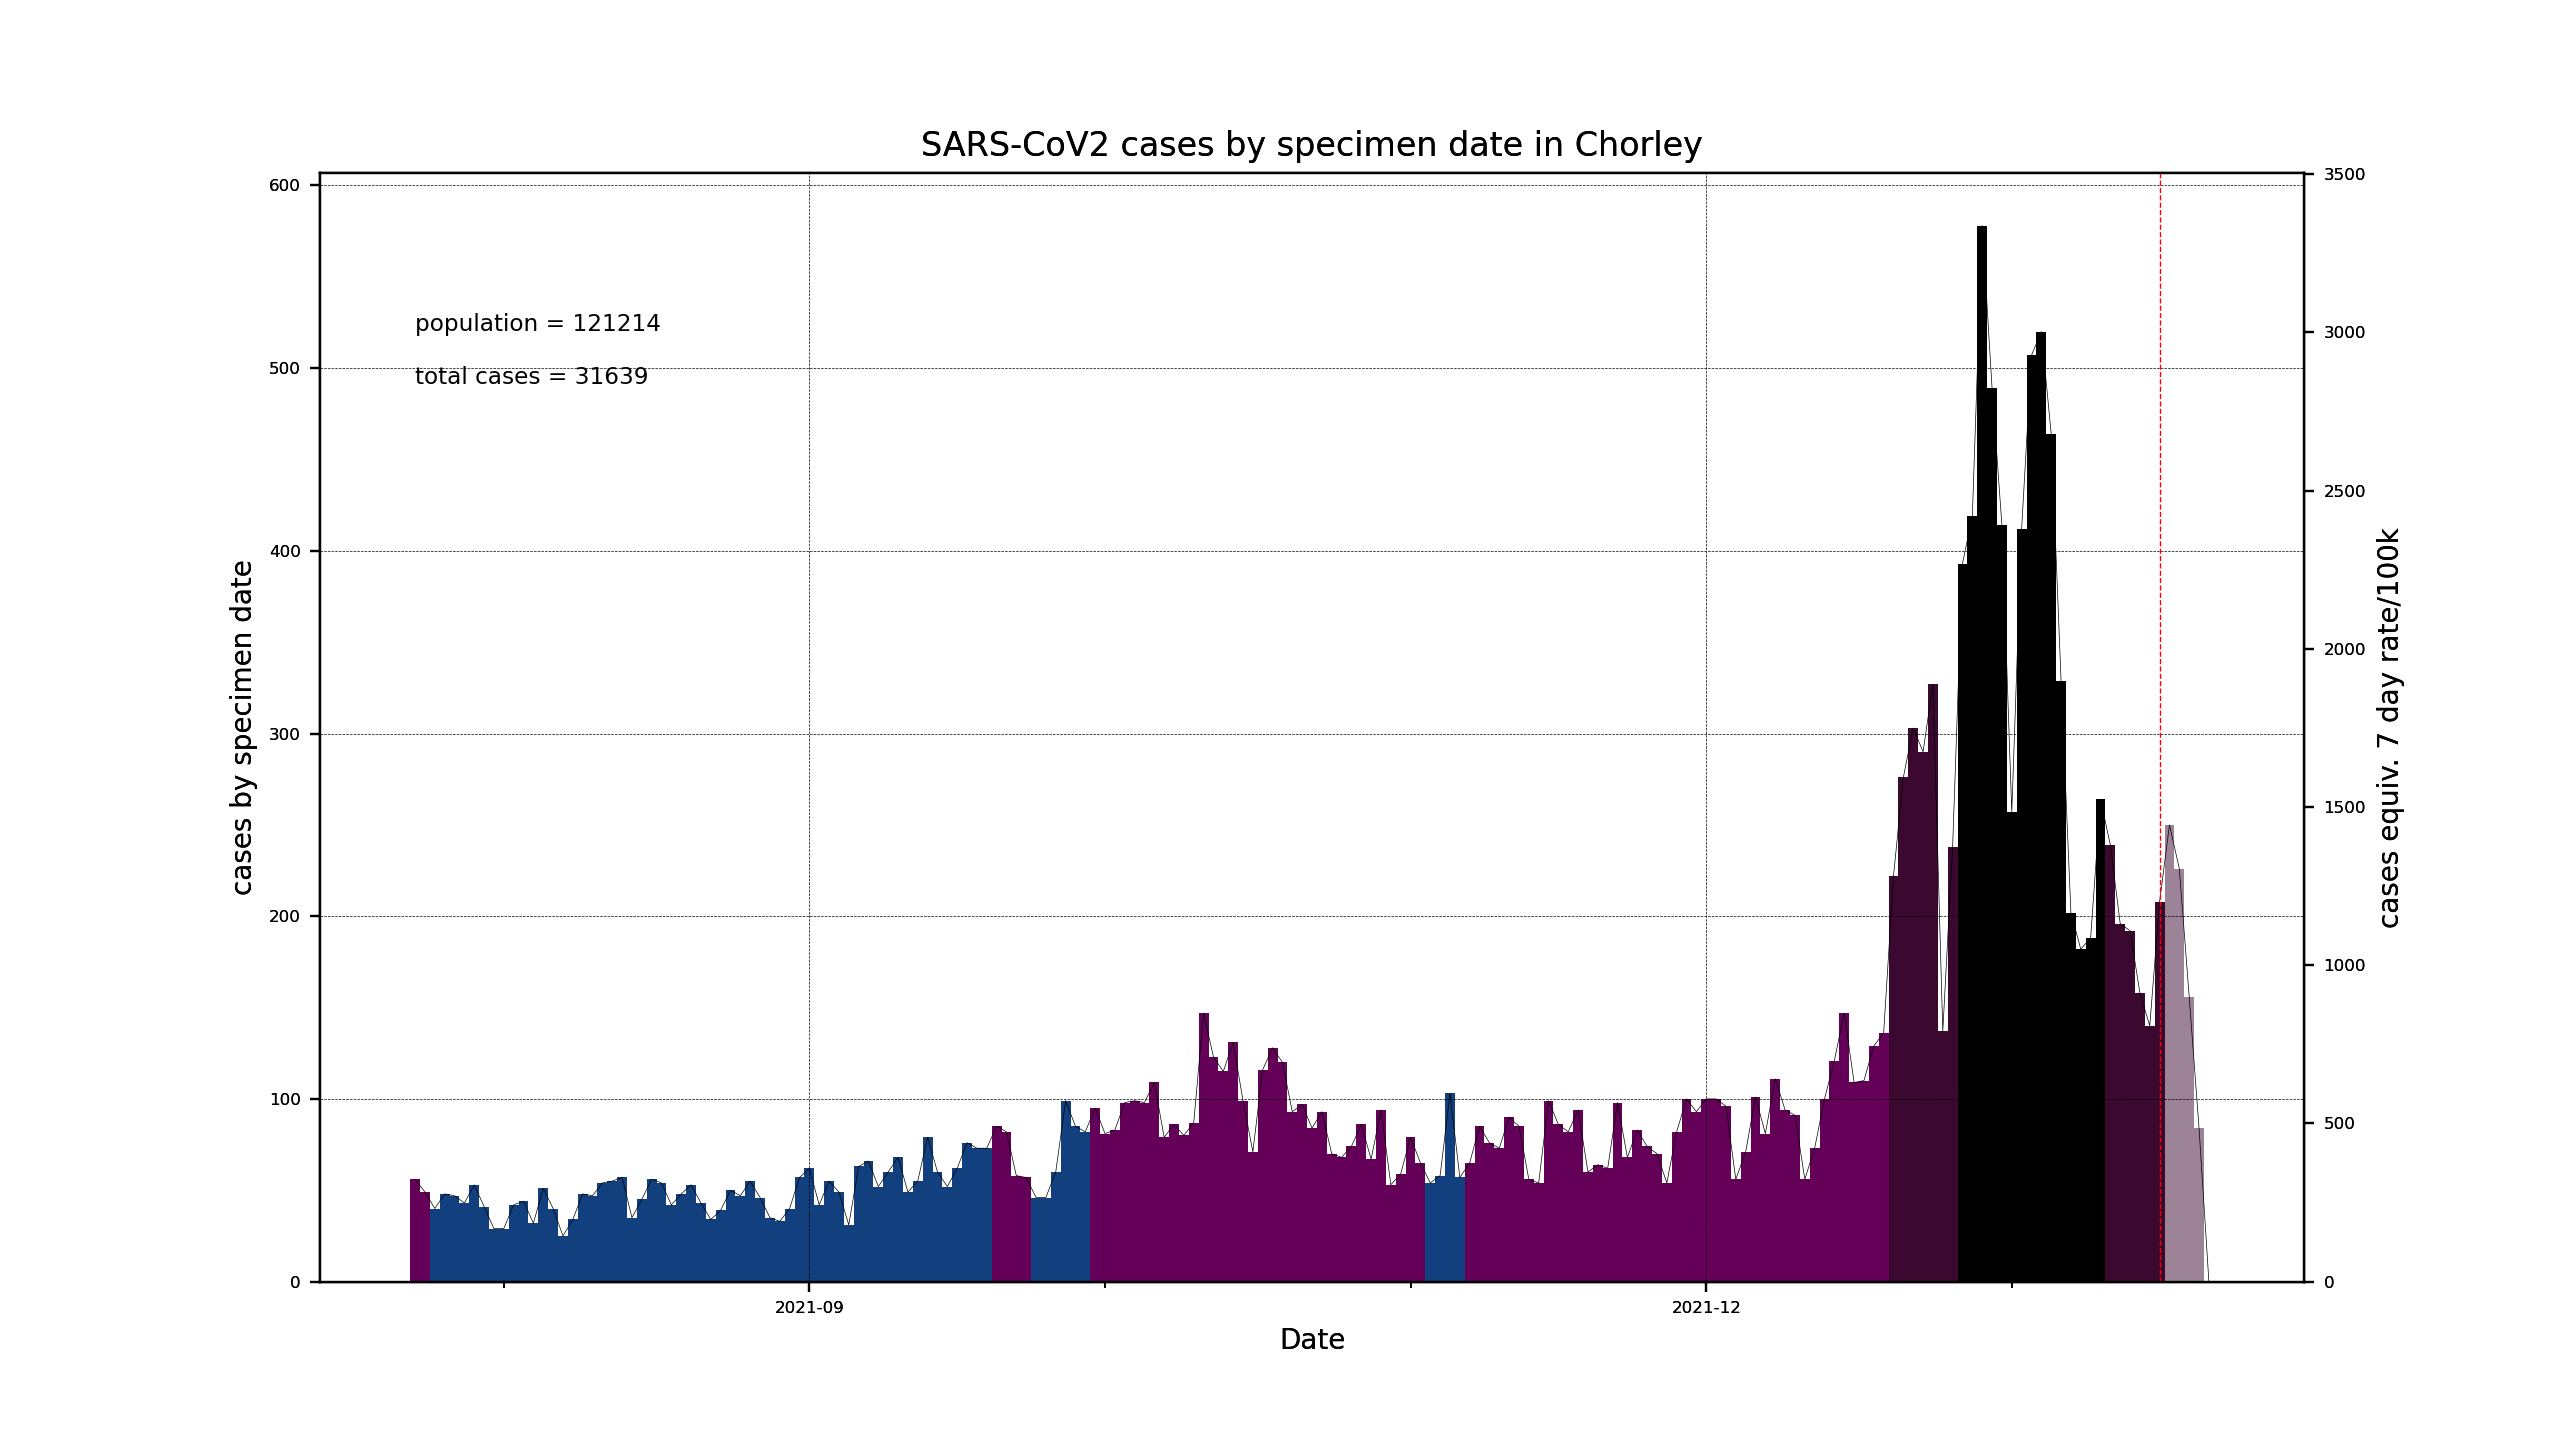 SARS-CoV2 cases by specimen date in Chorley
population = 121214
total cases = 31639
cases by specimen date
600
500
400
300
200
100
0
3500
3000
2500
2000
1500
1000
500
0
cases equiv. 7 day rate/100k
2021-09
2021-12
Date